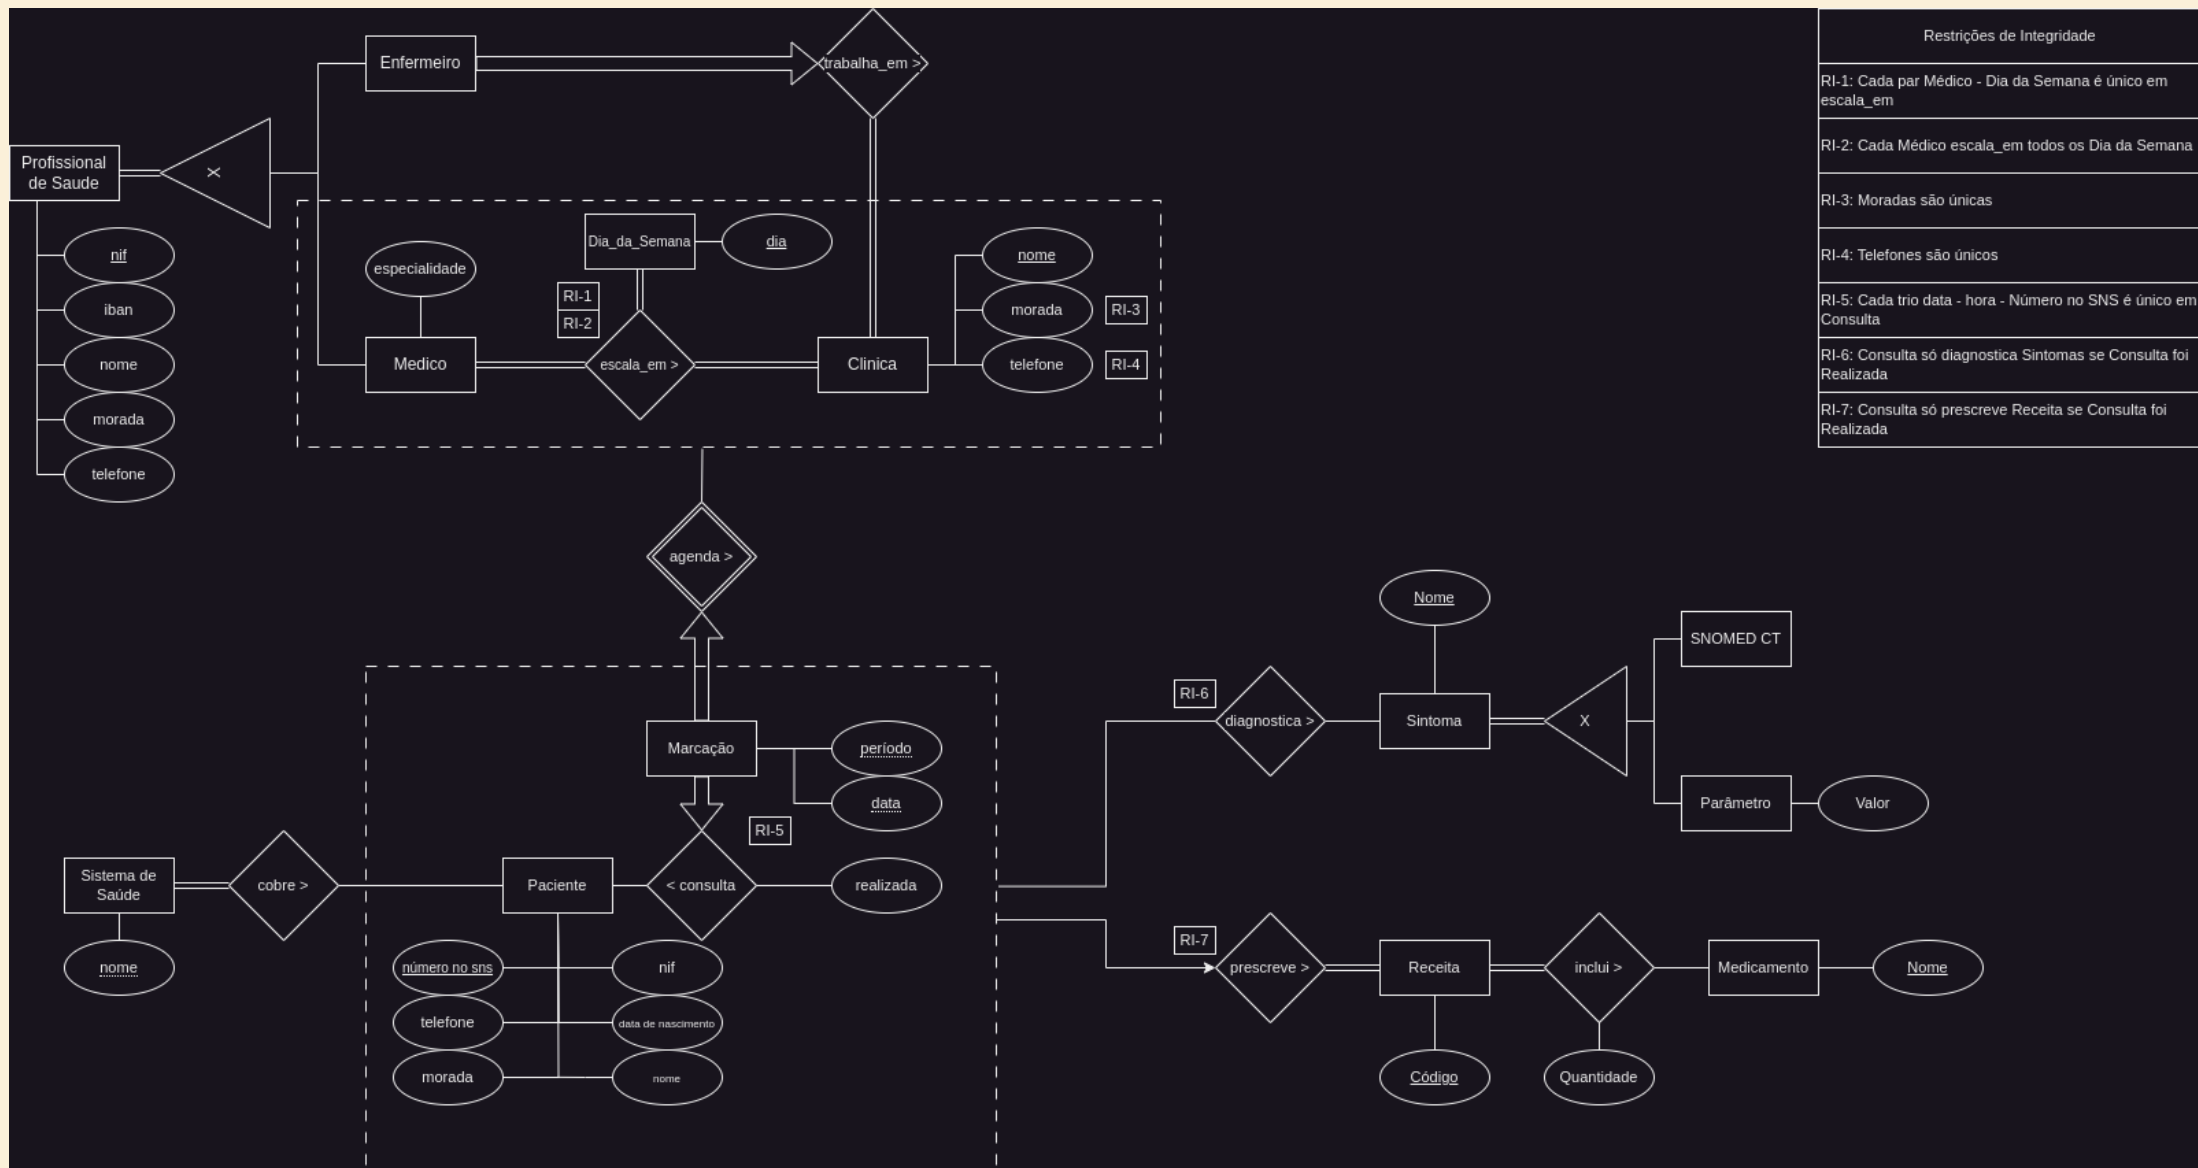 Enfermeiro
trabalha_em >
Profissional
de Saude
X
nif
iban
nome
morada
telefone
Dia_da_Semana
dia
especialidade
RI-1
RI-2
Medico
escala_em >
Clinica
nome
morada
RI-3
telefone
RI-4
Restrições de Integridade
RI-1: Cada par Médico - Dia da Semana é único em
escala_em
RI-2: Cada Médico escala_em todos os Dia da Semana
RI-3: Moradas são únicas
RI-4: Telefones são únicos
RI-5: Cada trio data - hora - Número no SNS é único em
Consulta
RI-6: Consulta só diagnostica Sintomas se Consulta foi
Realizada
RI-7: Consulta só prescreve Receita se Consulta foi
Realizada
agenda >
Marcação
período
data
RI-5
Sistema de
Saúde
nome
cobre >
Paciente
< consulta
realizada
número no sns
nif
telefone
data de nascimento
morada
nome
Nome
RI-6
diagnostica >
Sintoma
X
SNOMED CT
Parâmetro
Valor
RI-7
prescreve >
Receita
inclui >
Medicamento
Nome
Código
Quantidade